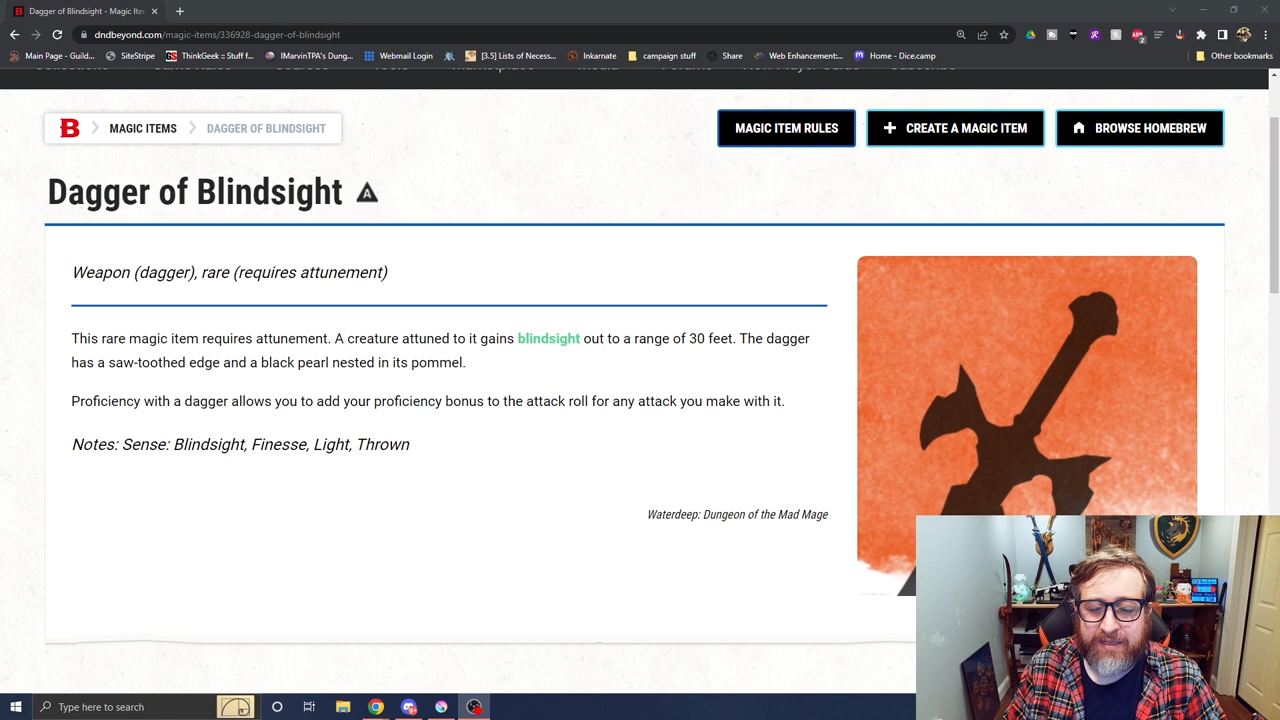 Dagger of Blindsight - Magic Ite
dndbeyond.com/magic-items/336928-dagger-of-blindsight
Main Page - Guild...
SiteStripe
ThinkGeek :: Stuff f...
IMarvinTPA's Dung...
Webmail Login
[3.5] Lists of Necess...
Inkarnate
campaign stuff
Share
Web Enhancement:...
Home - Dice.camp
Other bookmarks
MAGIC ITEMS
DAGGER OF BLINDSIGHT
MAGIC ITEM RULES
CREATE A MAGIC ITEM
BROWSE HOMEBREW
Dagger of Blindsight A
Weapon (dagger), rare (requires attunement)
This rare magic item requires attunement. A creature attuned to it gains blindsight out to a range of 30 feet. The dagger
has a saw-toothed edge and a black pearl nested in its pommel.
Proficiency with a dagger allows you to add your proficiency bonus to the attack roll for any attack you make with it.
Notes: Sense: Blindsight, Finesse, Light, Thrown
Waterdeep: Dungeon of the Mad Mage
Type here to search